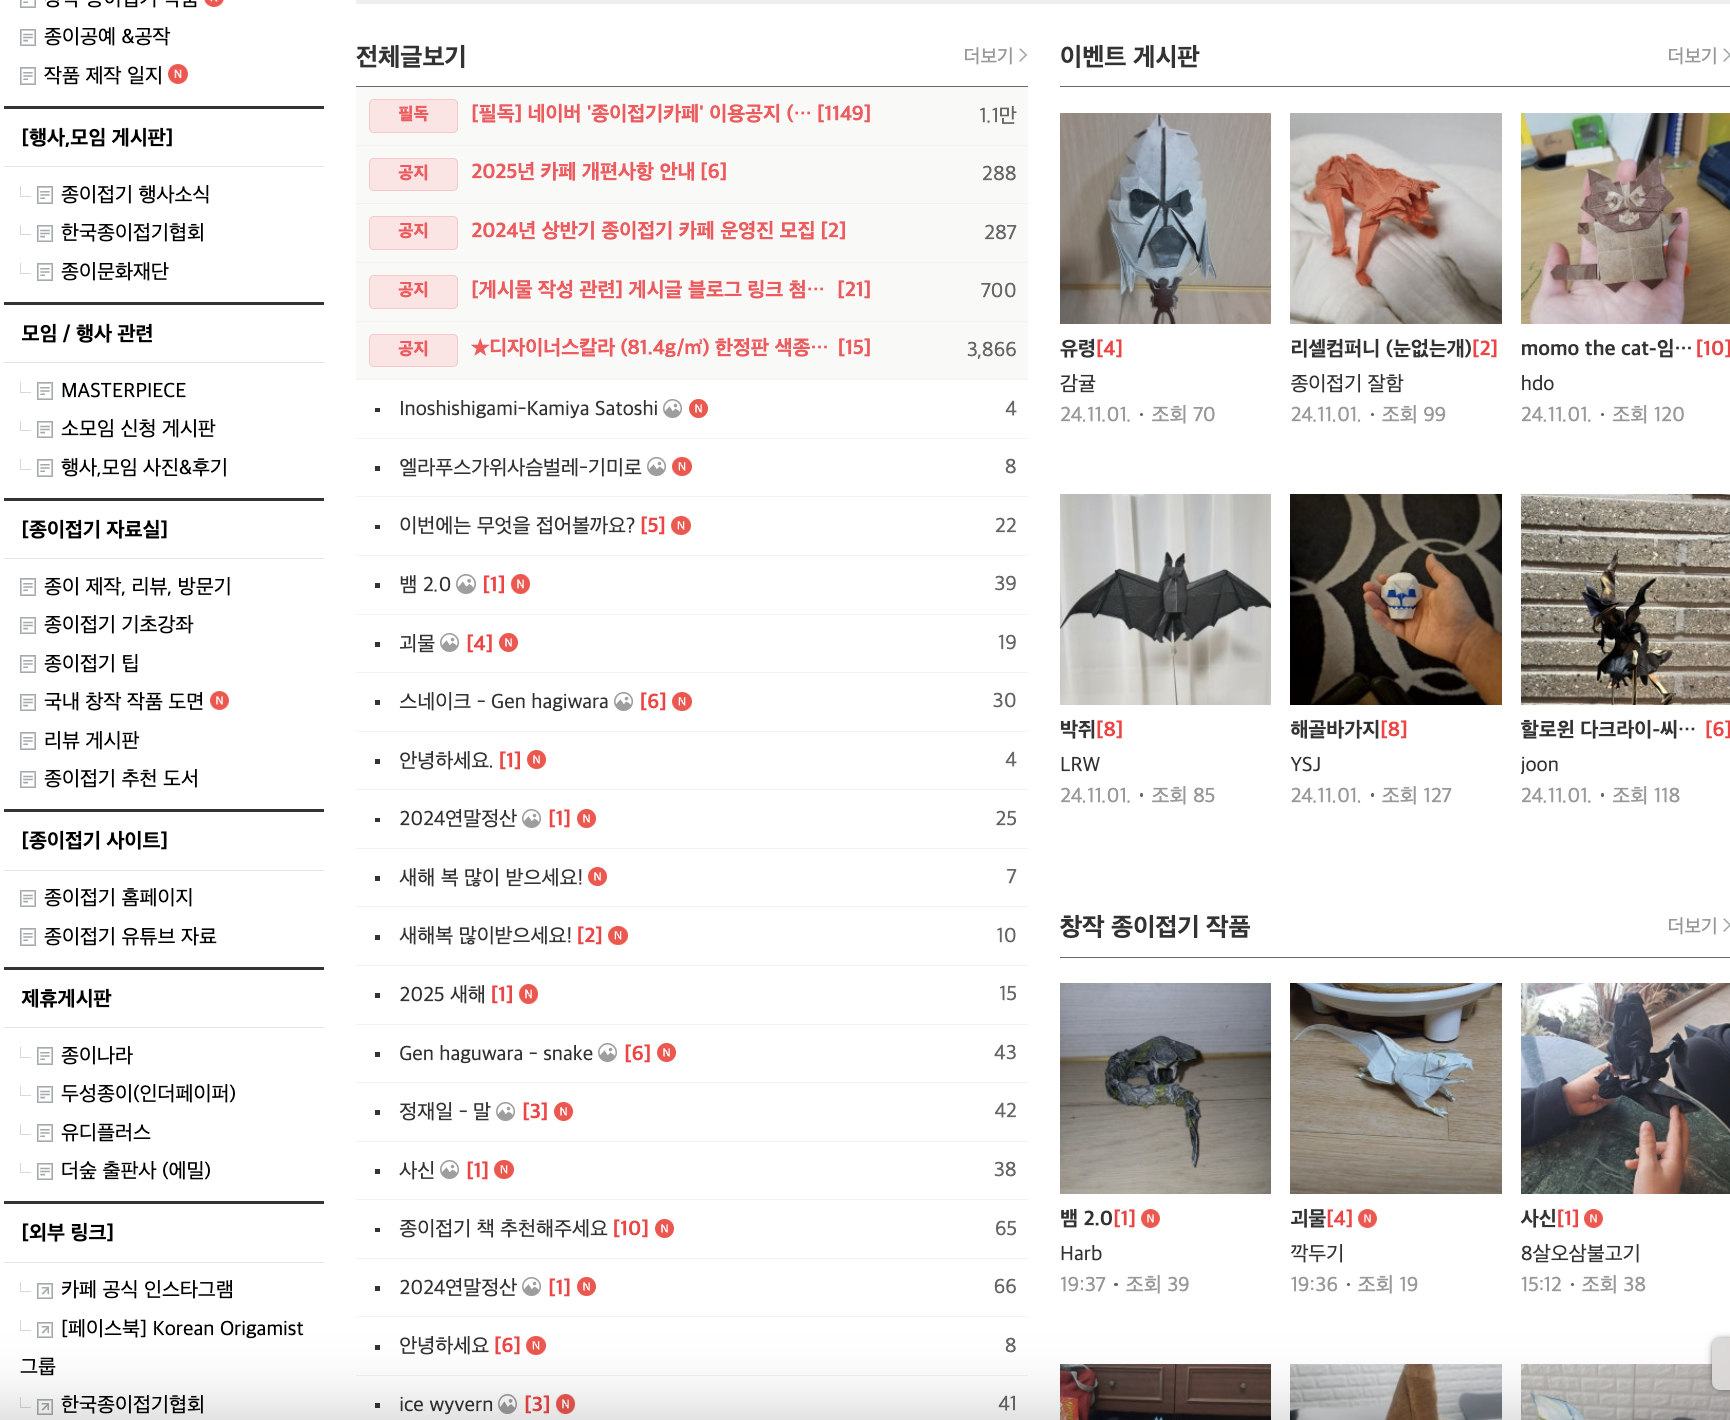 종이공예 &공작
작품 제작 일지 N
[행사,모임 게시판]
종이접기 행사소식
한국종이접기협회
종이문화재단
모임 / 행사 관련
MASTERPIECE
소모임 신청 게시판
행사,모임 사진&후기
[종이접기 자료실]
종이 제작, 리뷰, 방문기
종이접기 기초강좌
종이접기 팁
국내 창작 작품 도면 N
리뷰 게시판
종이접기 추천 도서
[종이접기 사이트]
종이접기 홈페이지
종이접기 유튜브 자료
제휴게시판
종이나라
두성종이(인더페이퍼)
유디플러스
더숲 출판사 (에밀)
[외부 링크]
카페 공식 인스타그램
[페이스북] Korean Origamist
그룹
한국종이접기협회
전체글보기 더보기 >
필독 [필독] 네이버 '종이접기카페' 이용공지 (··· [1149] 1.1만
공지 2025년 카페 개편사항 안내 [6] 288
공지 2024년 상반기 종이접기 카페 운영진 모집 [2] 287
공지 [게시물 작성 관련] 게시글 블로그 링크 첨··· [21] 700
공지 ★디자이너스칼라 (81.4g/㎡) 한정판 색종··· [15] 3,866
Inoshishigami-Kamiya Satoshi N 4
엘라푸스가위사슴벌레-기미로 N 8
이번에는 무엇을 접어볼까요? [5] N 22
뱀 2.0 [1] N 39
괴물 [4] N 19
스네이크 - Gen hagiwara [6] N 30
안녕하세요. [1] N 4
2024연말정산 [1] N 25
새해 복 많이 받으세요! N 7
새해복 많이받으세요! [2] N 10
2025 새해 [1] N 15
Gen haguwara - snake [6] N 43
정재일 - 말 [3] N 42
사신 [1] N 38
종이접기 책 추천해주세요 [10] N 65
2024연말정산 [1] N 66
안녕하세요 [6] N 8
ice wyvern [3] N 41
이벤트 게시판 더보기 >
유령[4]
감귤
24.11.01. · 조회 70
리셀컴퍼니 (눈없는개)[2]
종이접기 잘함
24.11.01. · 조회 99
momo the cat-임··· [10]
hdo
24.11.01. · 조회 120
박쥐[8]
LRW
24.11.01. · 조회 85
해골바가지[8]
YSJ
24.11.01. · 조회 127
할로윈 다크라이-씨··· [6]
joon
24.11.01. · 조회 118
창작 종이접기 작품 더보기 >
뱀 2.0[1] N
Harb
19:37 · 조회 39
괴물[4] N
깍두기
19:36 · 조회 19
사신[1] N
8살오삼불고기
15:12 · 조회 38